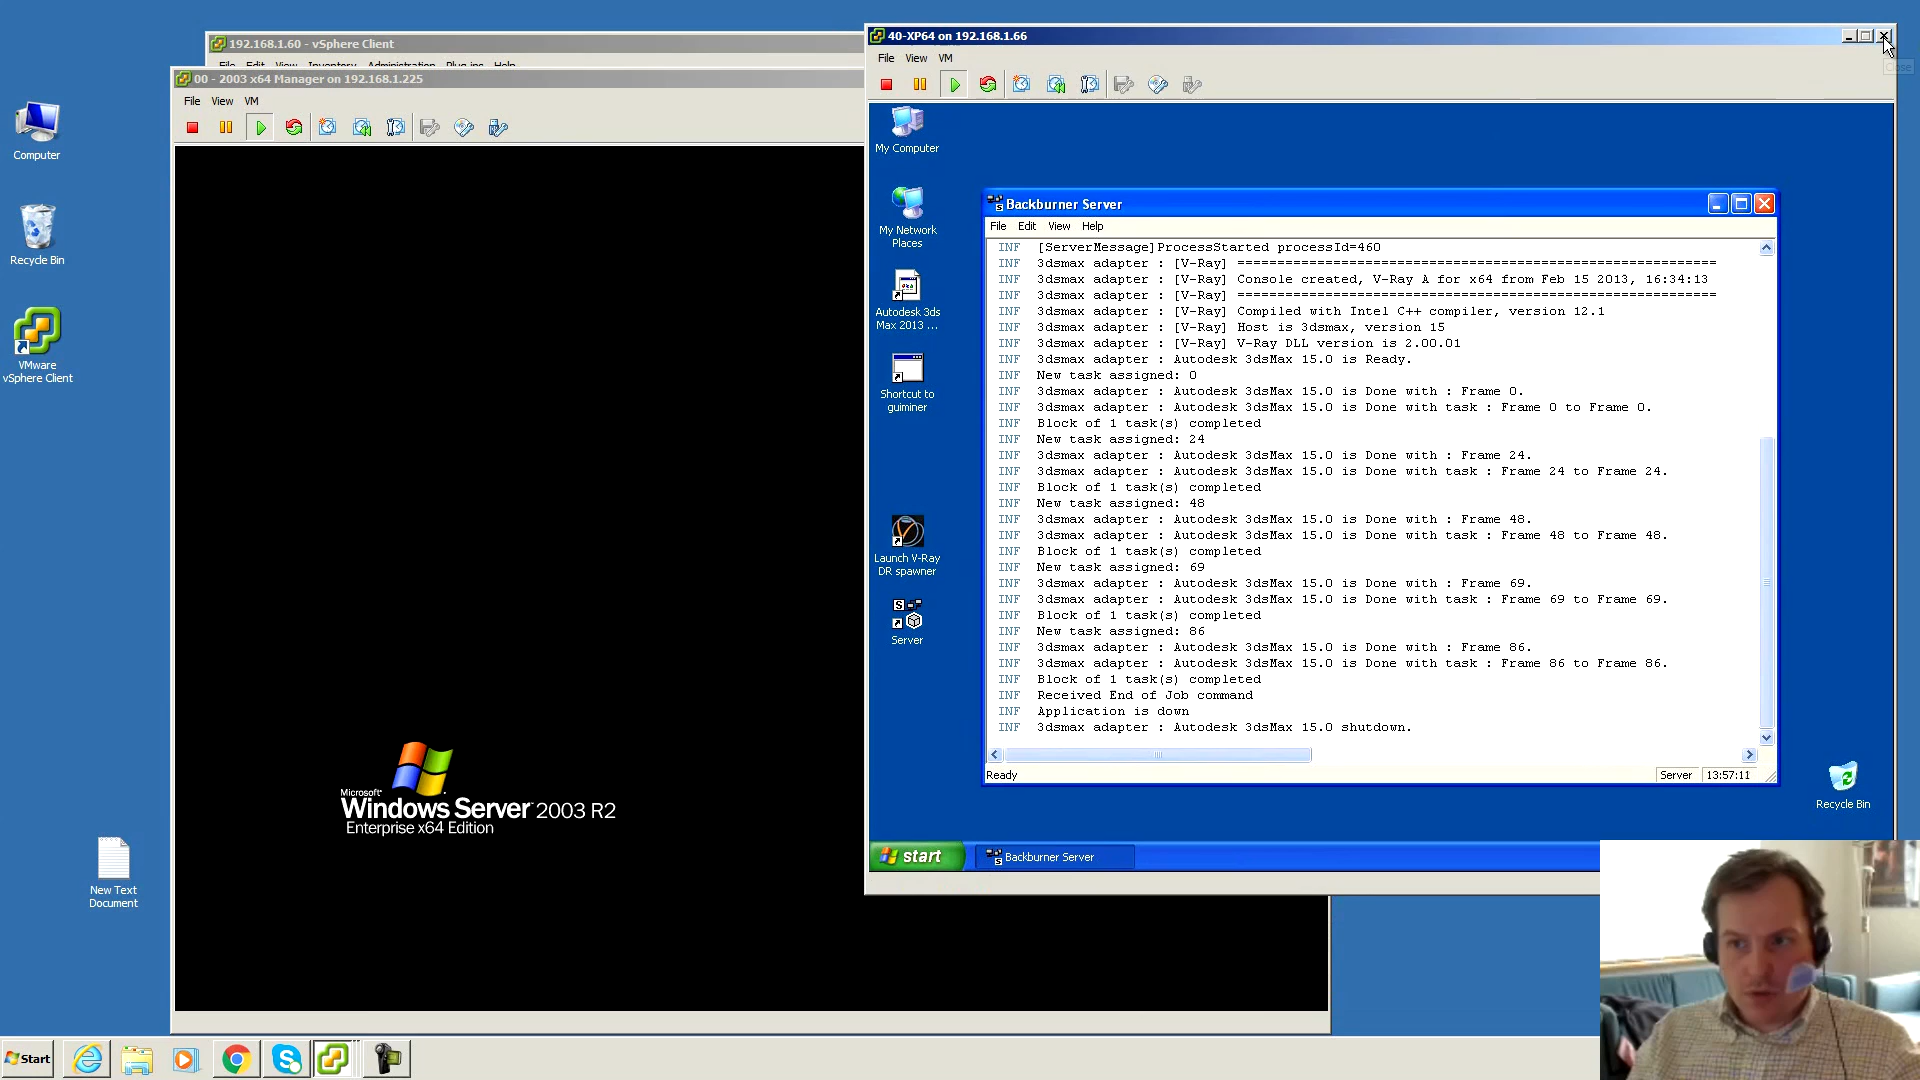 192.168.1.60 - vSphere Client
File Edit View Inventory Administration Plug-ins Help
00 - 2003 x64 Manager on 192.168.1.225
File View VM
40-XP64 on 192.168.1.66
Close
File View VM
Computer
Recycle Bin
VMware
vSphere Client
New Text
Document
Microsoft
Windows Server 2003 R2
Enterprise x64 Edition
My Computer
My Network
Places
Autodesk 3ds
Max 2013 ...
Shortcut to
guiminer
Launch V-Ray
DR spawner
Server
Backburner Server
File Edit View Help
INF [ServerMessage]ProcessStarted processId=460
INF 3dsmax adapter : [V-Ray] ============================================================
INF 3dsmax adapter : [V-Ray] Console created, V-Ray A for x64 from Feb 15 2013, 16:34:13
INF 3dsmax adapter : [V-Ray] ============================================================
INF 3dsmax adapter : [V-Ray] Compiled with Intel C++ compiler, version 12.1
INF 3dsmax adapter : [V-Ray] Host is 3dsmax, version 15
INF 3dsmax adapter : [V-Ray] V-Ray DLL version is 2.00.01
INF 3dsmax adapter : Autodesk 3dsMax 15.0 is Ready.
INF New task assigned: 0
INF 3dsmax adapter : Autodesk 3dsMax 15.0 is Done with : Frame 0.
INF 3dsmax adapter : Autodesk 3dsMax 15.0 is Done with task : Frame 0 to Frame 0.
INF Block of 1 task(s) completed
INF New task assigned: 24
INF 3dsmax adapter : Autodesk 3dsMax 15.0 is Done with : Frame 24.
INF 3dsmax adapter : Autodesk 3dsMax 15.0 is Done with task : Frame 24 to Frame 24.
INF Block of 1 task(s) completed
INF New task assigned: 48
INF 3dsmax adapter : Autodesk 3dsMax 15.0 is Done with : Frame 48.
INF 3dsmax adapter : Autodesk 3dsMax 15.0 is Done with task : Frame 48 to Frame 48.
INF Block of 1 task(s) completed
INF New task assigned: 69
INF 3dsmax adapter : Autodesk 3dsMax 15.0 is Done with : Frame 69.
INF 3dsmax adapter : Autodesk 3dsMax 15.0 is Done with task : Frame 69 to Frame 69.
INF Block of 1 task(s) completed
INF New task assigned: 86
INF 3dsmax adapter : Autodesk 3dsMax 15.0 is Done with : Frame 86.
INF 3dsmax adapter : Autodesk 3dsMax 15.0 is Done with task : Frame 86 to Frame 86.
INF Block of 1 task(s) completed
INF Received End of Job command
INF Application is down
INF 3dsmax adapter : Autodesk 3dsMax 15.0 shutdown.
Ready Server 13:57:11
Recycle Bin
start Backburner Server
Start